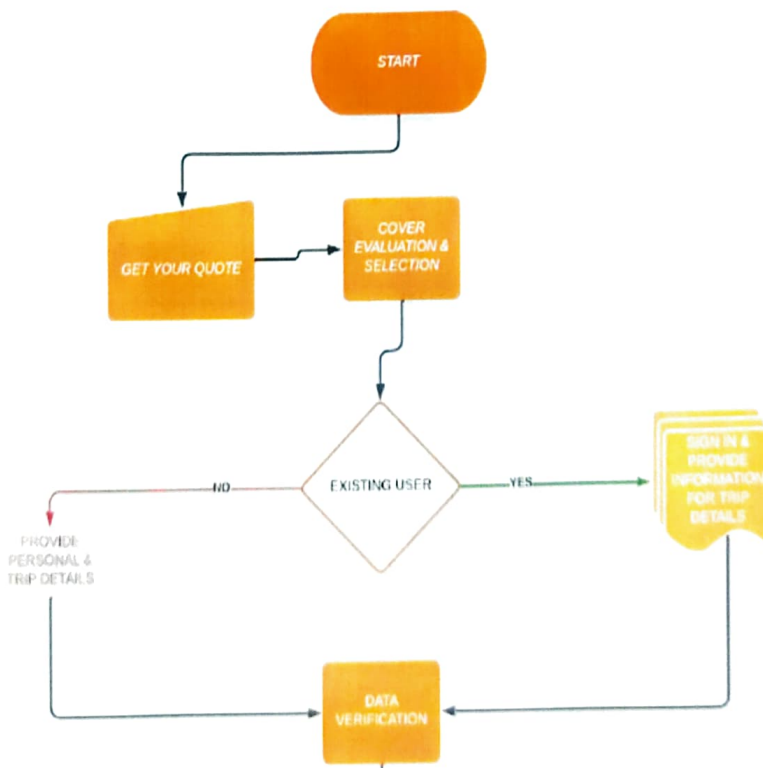 START
GET YOUR QUOTE
COVER
EVALUATION &
SELECTION
EXISTING USER
NO
YES
SIGN IN &
PROVIDE
INFORMATION
FOR TRIP
DETAILS
PROVIDE
PERSONAL &
TRIP DETAILS
DATA
VERIFICATION